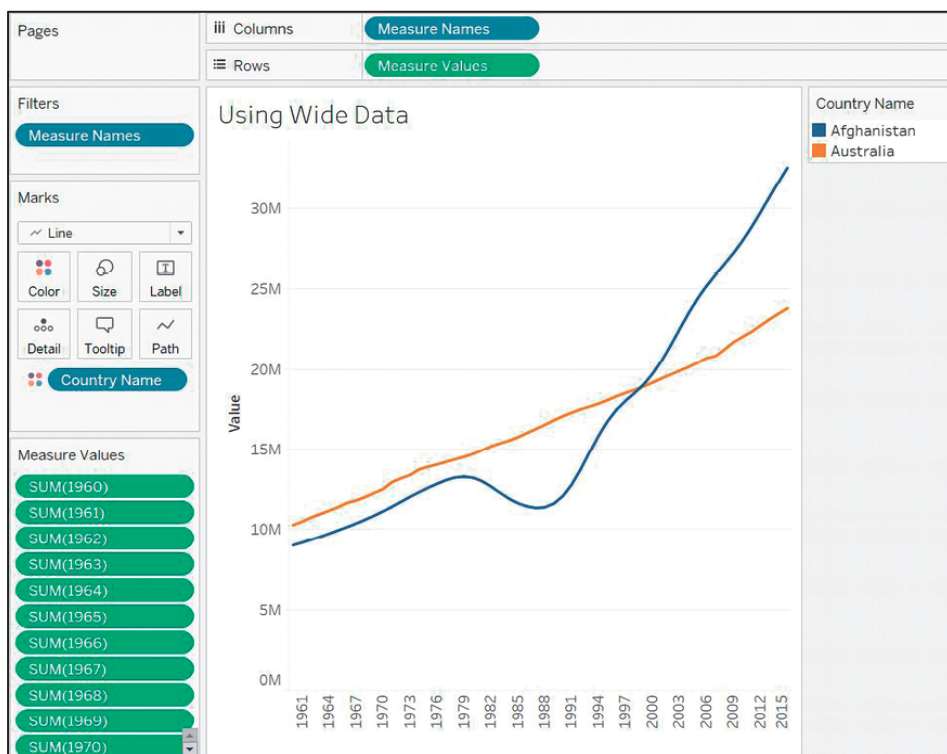 Pages
Columns
Measure Names
Rows
Measure Values
Filters
Measure Names
Marks
Line
Color
Size
Label
Detail
Tooltip
Path
Country Name
Measure Values
SUM(1960)
SUM(1961)
SUM(1962)
SUM(1963)
SUM(1964)
SUM(1965)
SUM(1966)
SUM(1967)
SUM(1968)
SUM(1969)
SUM(1970)
Using Wide Data
Value
30M
25M
20M
15M
10M
5M
0M
1961
1964
1967
1970
1973
1976
1979
1982
1985
1988
1991
1994
1997
2000
2003
2006
2009
2012
2015
Country Name
Afghanistan
Australia